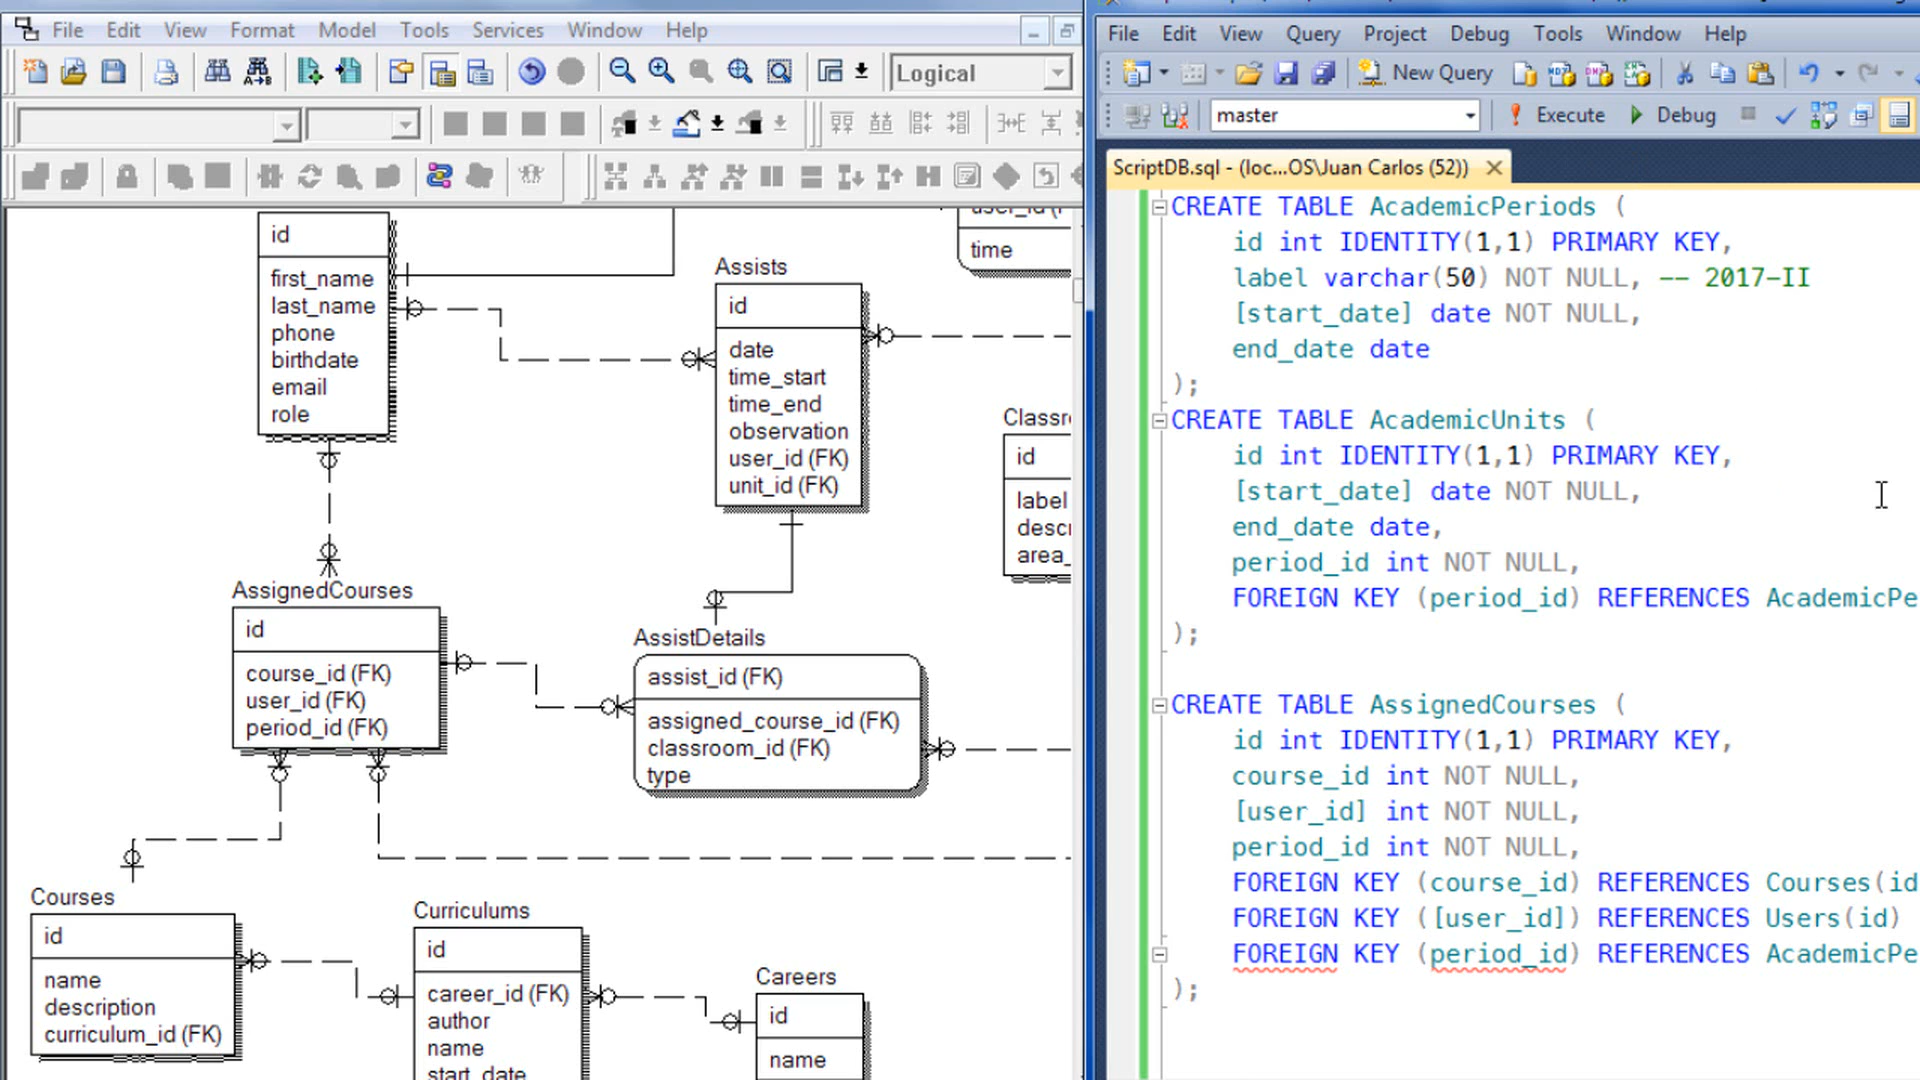 File Edit View Format Model Tools Services Window Help
Logical
id
first_name
last_name
phone
birthdate
email
role
Assists
id
date
time_start
time_end
observation
user_id (FK)
unit_id (FK)
time
id
label
area_
AssignedCourses
id
course_id (FK)
user_id (FK)
period_id (FK)
AssistDetails
assist_id (FK)
assigned_course_id (FK)
classroom_id (FK)
type
Courses
id
name
description
curriculum_id (FK)
Curriculums
id
career_id (FK)
author
name
start_date
Careers
id
name
File Edit View Query Project Debug Tools Window Help
New Query
master Execute Debug
ScriptDB.sql - (loc...OS\Juan Carlos (52))
CREATE TABLE AcademicPeriods (
id int IDENTITY(1,1) PRIMARY KEY,
label varchar(50) NOT NULL, -- 2017-II
[start_date] date NOT NULL,
end_date date
);
CREATE TABLE AcademicUnits (
id int IDENTITY(1,1) PRIMARY KEY,
[start_date] date NOT NULL,
end_date date,
period_id int NOT NULL,
FOREIGN KEY (period_id) REFERENCES AcademicPe
);
CREATE TABLE AssignedCourses (
id int IDENTITY(1,1) PRIMARY KEY,
course_id int NOT NULL,
[user_id] int NOT NULL,
period_id int NOT NULL,
FOREIGN KEY (course_id) REFERENCES Courses(id
FOREIGN KEY ([user_id]) REFERENCES Users(id)
FOREIGN KEY (period_id) REFERENCES AcademicPe
);